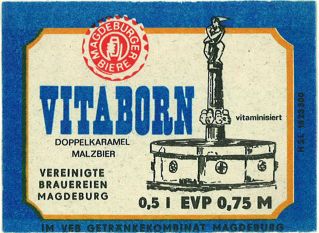 MAGDEBURGER
BIERE
VITABORN
DOPPELKARAMEL
MALZBIER
vitaminisiert
VEREINIGTE
BRAUEREIEN
MAGDEBURG
0,5 l EVP 0,75 M
IM VEB GETRÄNKEKOMBINAT MAGDEBURG